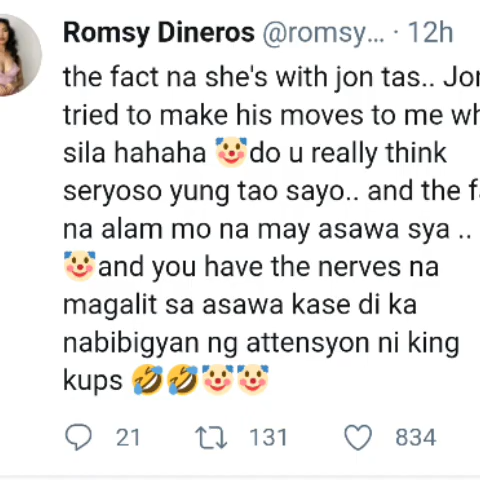 Romsy Dineros @romsy... · 12h
the fact na she's with jon tas..
tried to make his moves to me
sila hahaha 🤡do u really think
seryoso yung tao sayo.. and the
na alam mo na may asawa sya ..
🤡and you have the nerves na
magalit sa asawa kase di ka
nabibigyan ng attensyon ni king
kups 🤣🤣🤡🤡
21 131 834